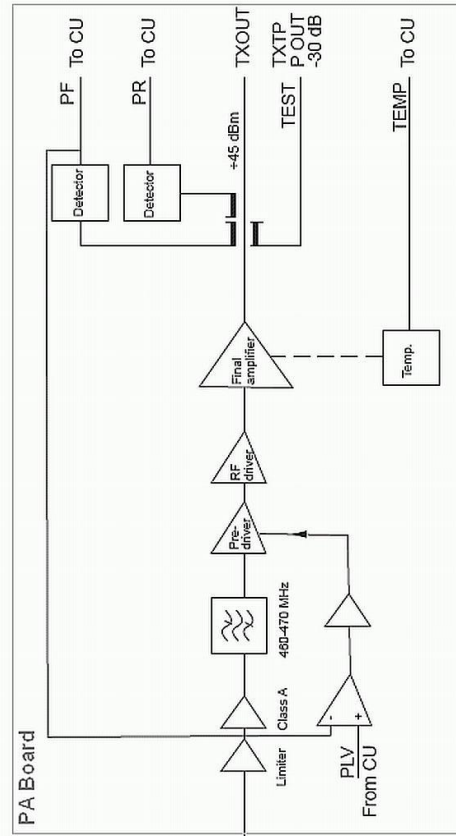 PA Board
PF
To CU
PR
To CU
Detector
Detector
+45 dBm
TXOUT
TXTP
P OUT
-30 dB
TEST
Final
amplifier
RF
driver
Pre-
driver
460-470 MHz
Class A
Limiter
-
+
PLV
From CU
Temp.
TEMP
To CU